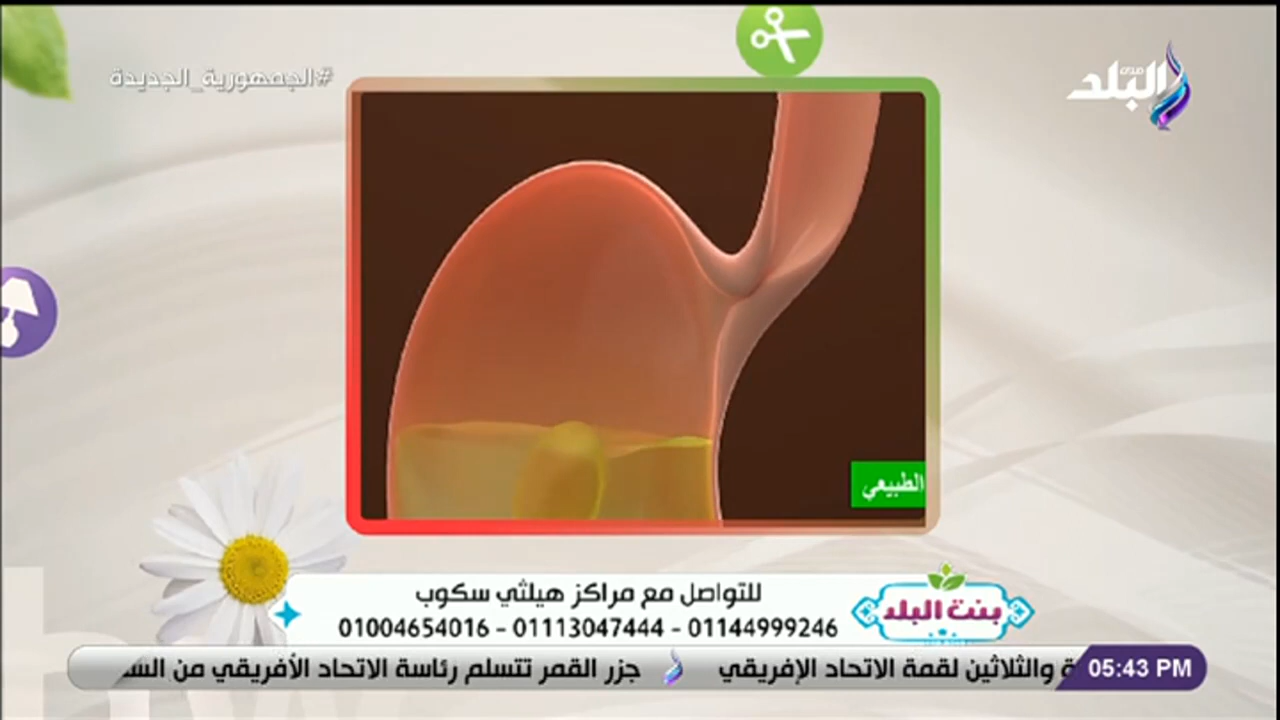 #الجمهورية_الجديدة
صدى البلد
الطبيعي
للتواصل مع مراكز هيلثي سكوب
01004654016 - 01113047444 - 01144999246
بنت البلد
05:43 PM
ة والثلاثين لقمة الاتحاد الإفريقي
جزر القمر تتسلم رئاسة الاتحاد الأفريقي من